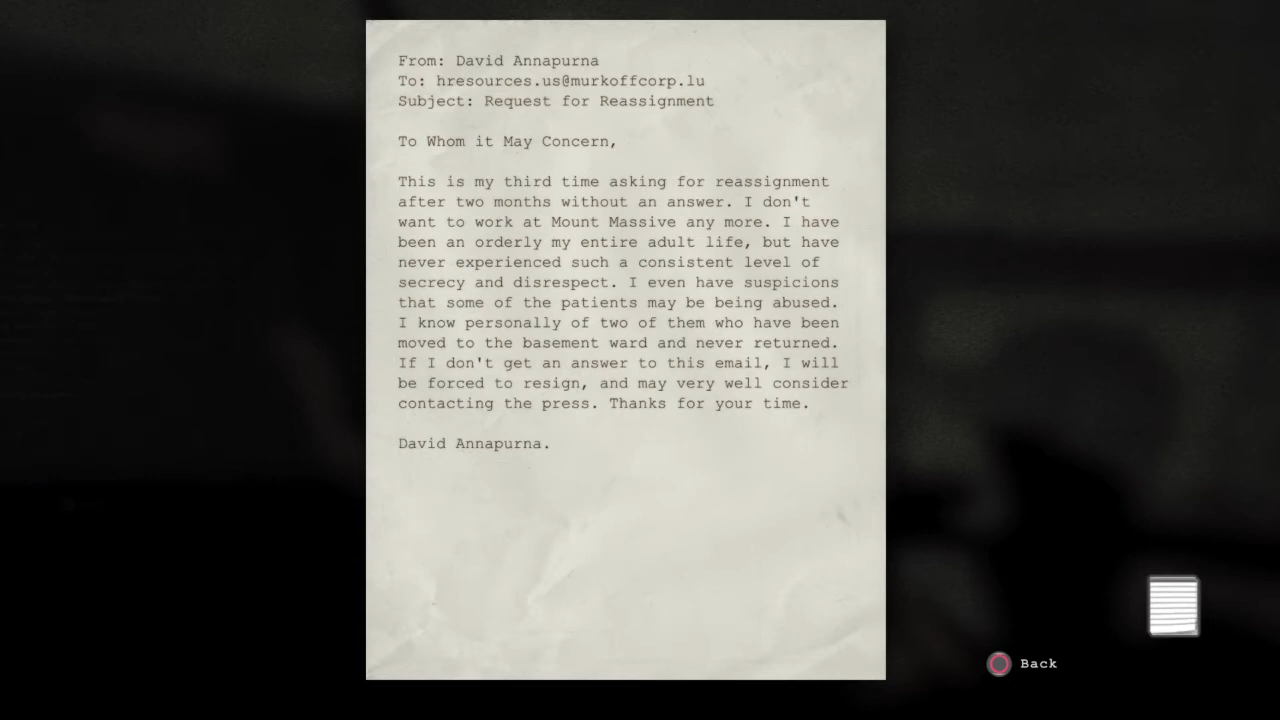 From: David Annapurna
To: hresources.us@murkoffcorp.lu
Subject: Request for Reassignment
To Whom it May Concern,
This is my third time asking for reassignment
after two months without an answer. I don't
want to work at Mount Massive any more. I have
been an orderly my entire adult life, but have
never experienced such a consistent level of
secrecy and disrespect. I even have suspicions
that some of the patients may be being abused.
I know personally of two of them who have been
moved to the basement ward and never returned.
If I don't get an answer to this email, I will
be forced to resign, and may very well consider
contacting the press. Thanks for your time.
David Annapurna.
Back